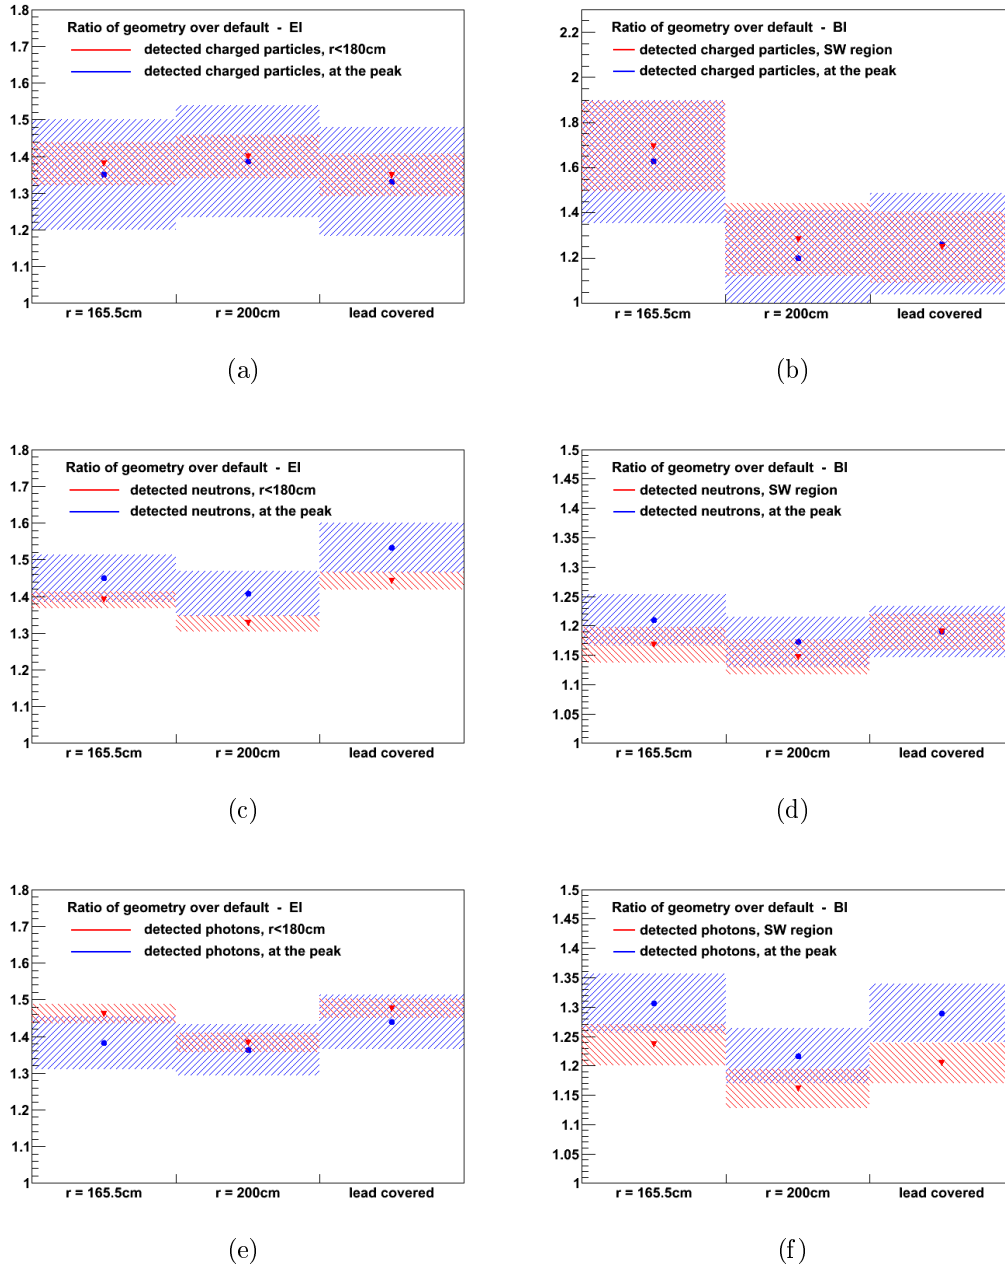 Ratio of geometry over default - EI
detected charged particles, r<180cm
detected charged particles, at the peak
1.8
1.7
1.6
1.5
1.4
1.3
1.2
1.1
1
r = 165.5cm r = 200cm lead covered
(a)
Ratio of geometry over default - BI
detected charged particles, SW region
detected charged particles, at the peak
2.2
2
1.8
1.6
1.4
1.2
1
r = 165.5cm r = 200cm lead covered
(b)
Ratio of geometry over default - EI
detected neutrons, r<180cm
detected neutrons, at the peak
1.8
1.7
1.6
1.5
1.4
1.3
1.2
1.1
1
r = 165.5cm r = 200cm lead covered
(c)
Ratio of geometry over default - BI
detected neutrons, SW region
detected neutrons, at the peak
1.5
1.45
1.4
1.35
1.3
1.25
1.2
1.15
1.1
1.05
1
r = 165.5cm r = 200cm lead covered
(d)
Ratio of geometry over default - EI
detected photons, r<180cm
detected photons, at the peak
1.8
1.7
1.6
1.5
1.4
1.3
1.2
1.1
1
r = 165.5cm r = 200cm lead covered
(e)
Ratio of geometry over default - BI
detected photons, SW region
detected photons, at the peak
1.5
1.45
1.4
1.35
1.3
1.25
1.2
1.15
1.1
1.05
1
r = 165.5cm r = 200cm lead covered
(f)